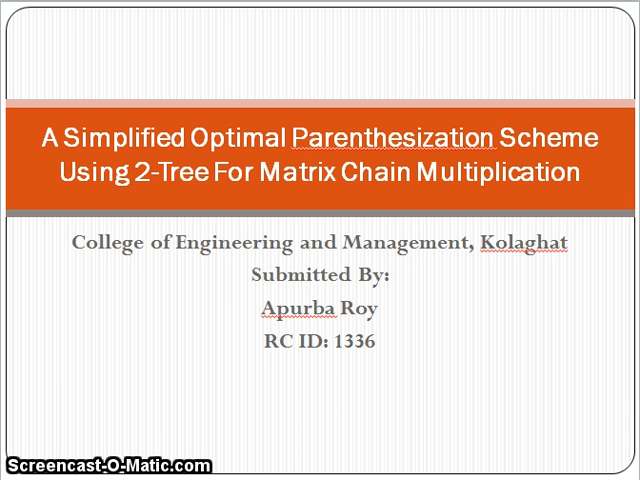 A Simplified Optimal Parenthesization Scheme
Using 2-Tree For Matrix Chain Multiplication
College of Engineering and Management, Kolaghat
Submitted By:
Apurba Roy
RC ID: 1336
Screencast-O-Matic.com